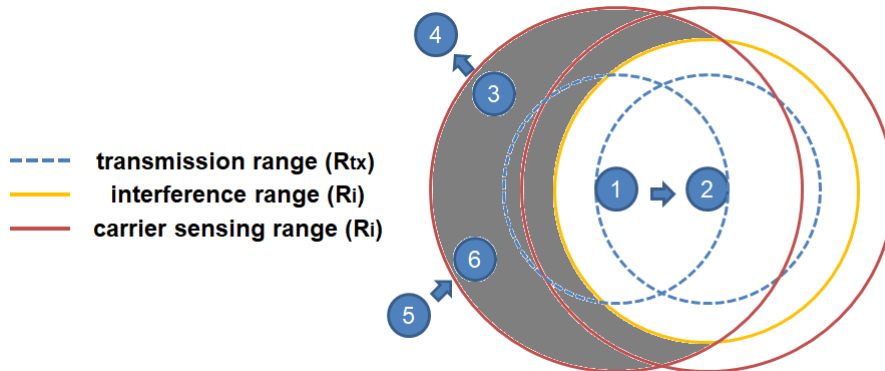 4
3
transmission range (Rtx)
interference range (Ri)
carrier sensing range (Ri)
1
2
6
5